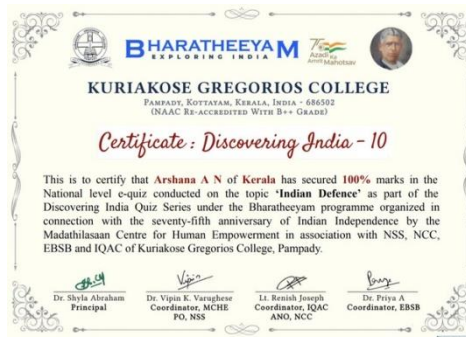 BHARATHEEYAM
EXPLORING INDIA
Azadi Ka
Amrit Mahotsav
KURIAKOSE GREGORIOS COLLEGE
PAMPADY, KOTTAYAM, KERALA, INDIA - 686502
(NAAC RE-ACCREDITED WITH B++ GRADE)
Certificate : Discovering India - 10
This is to certify that Arshana A N of Kerala has secured 100% marks in the
National level e-quiz conducted on the topic ‘Indian Defence’ as part of the
Discovering India Quiz Series under the Bharatheeyam programme organized in
connection with the seventy-fifth anniversary of Indian Independence by the
Madathilasaan Centre for Human Empowerment in association with NSS, NCC,
EBSB and IQAC of Kuriakose Gregorios College, Pampady.
Dr. Shyla Abraham
Principal
Dr. Vipin K. Varughese
Coordinator, MCHE
PO, NSS
Lt. Renish Joseph
Coordinator, IQAC
ANO, NCC
Dr. Priya A
Coordinator, EBSB